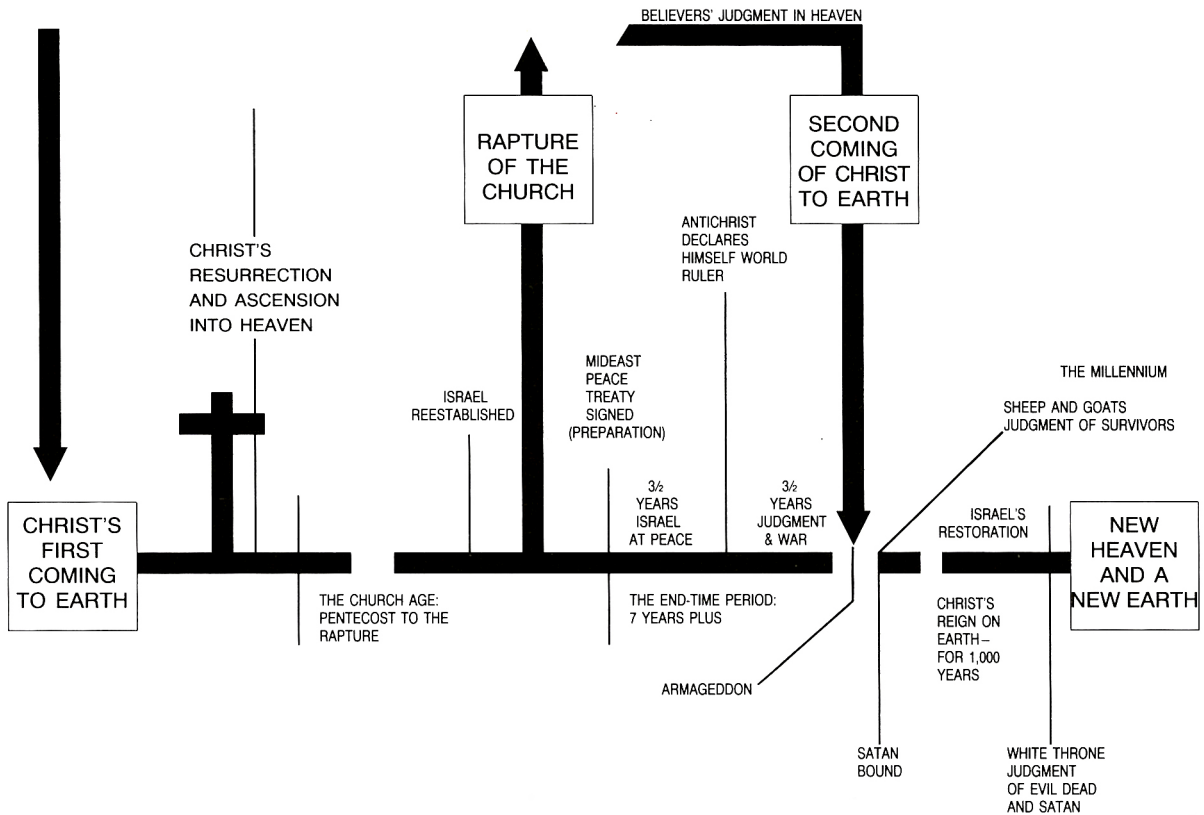 BELIEVERS' JUDGMENT IN HEAVEN
RAPTURE
OF THE
CHURCH
SECOND
COMING
OF CHRIST
TO EARTH
ANTICHRIST
DECLARES
HIMSELF WORLD
RULER
CHRIST'S
RESURRECTION
AND ASCENSION
INTO HEAVEN
MIDEAST
PEACE
TREATY
SIGNED
(PREPARATION)
ISRAEL
REESTABLISHED
THE MILLENNIUM
SHEEP AND GOATS
JUDGMENT OF SURVIVORS
3½
YEARS
ISRAEL
AT PEACE
3½
YEARS
JUDGMENT
& WAR
ISRAEL'S
RESTORATION
CHRIST'S
FIRST
COMING
TO EARTH
NEW
HEAVEN
AND A
NEW EARTH
THE CHURCH AGE:
PENTECOST TO THE
RAPTURE
THE END-TIME PERIOD:
7 YEARS PLUS
CHRIST'S
REIGN ON
EARTH–
FOR 1,000
YEARS
ARMAGEDDON
SATAN
BOUND
WHITE THRONE
JUDGMENT
OF EVIL DEAD
AND SATAN